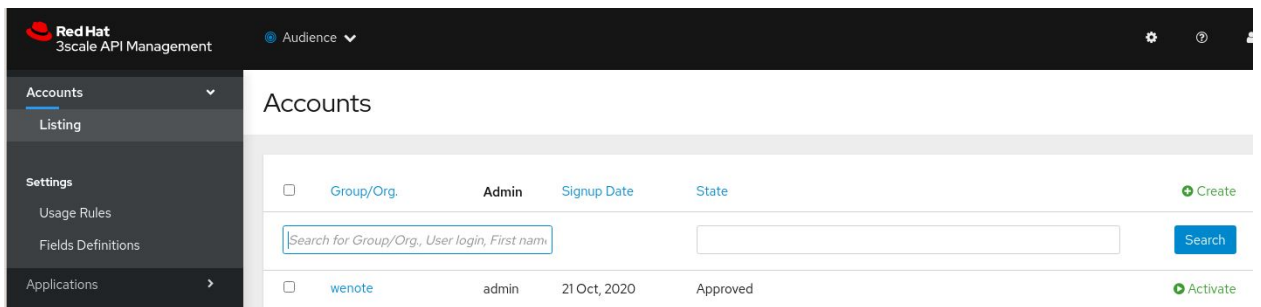 Red Hat
3scale API Management
Audience
Accounts
Listing
Settings
Usage Rules
Fields Definitions
Applications
Accounts
Group/Org. Admin Signup Date State Create
Search for Group/Org., User login, First nam
Search
wenote admin 21 Oct, 2020 Approved Activate